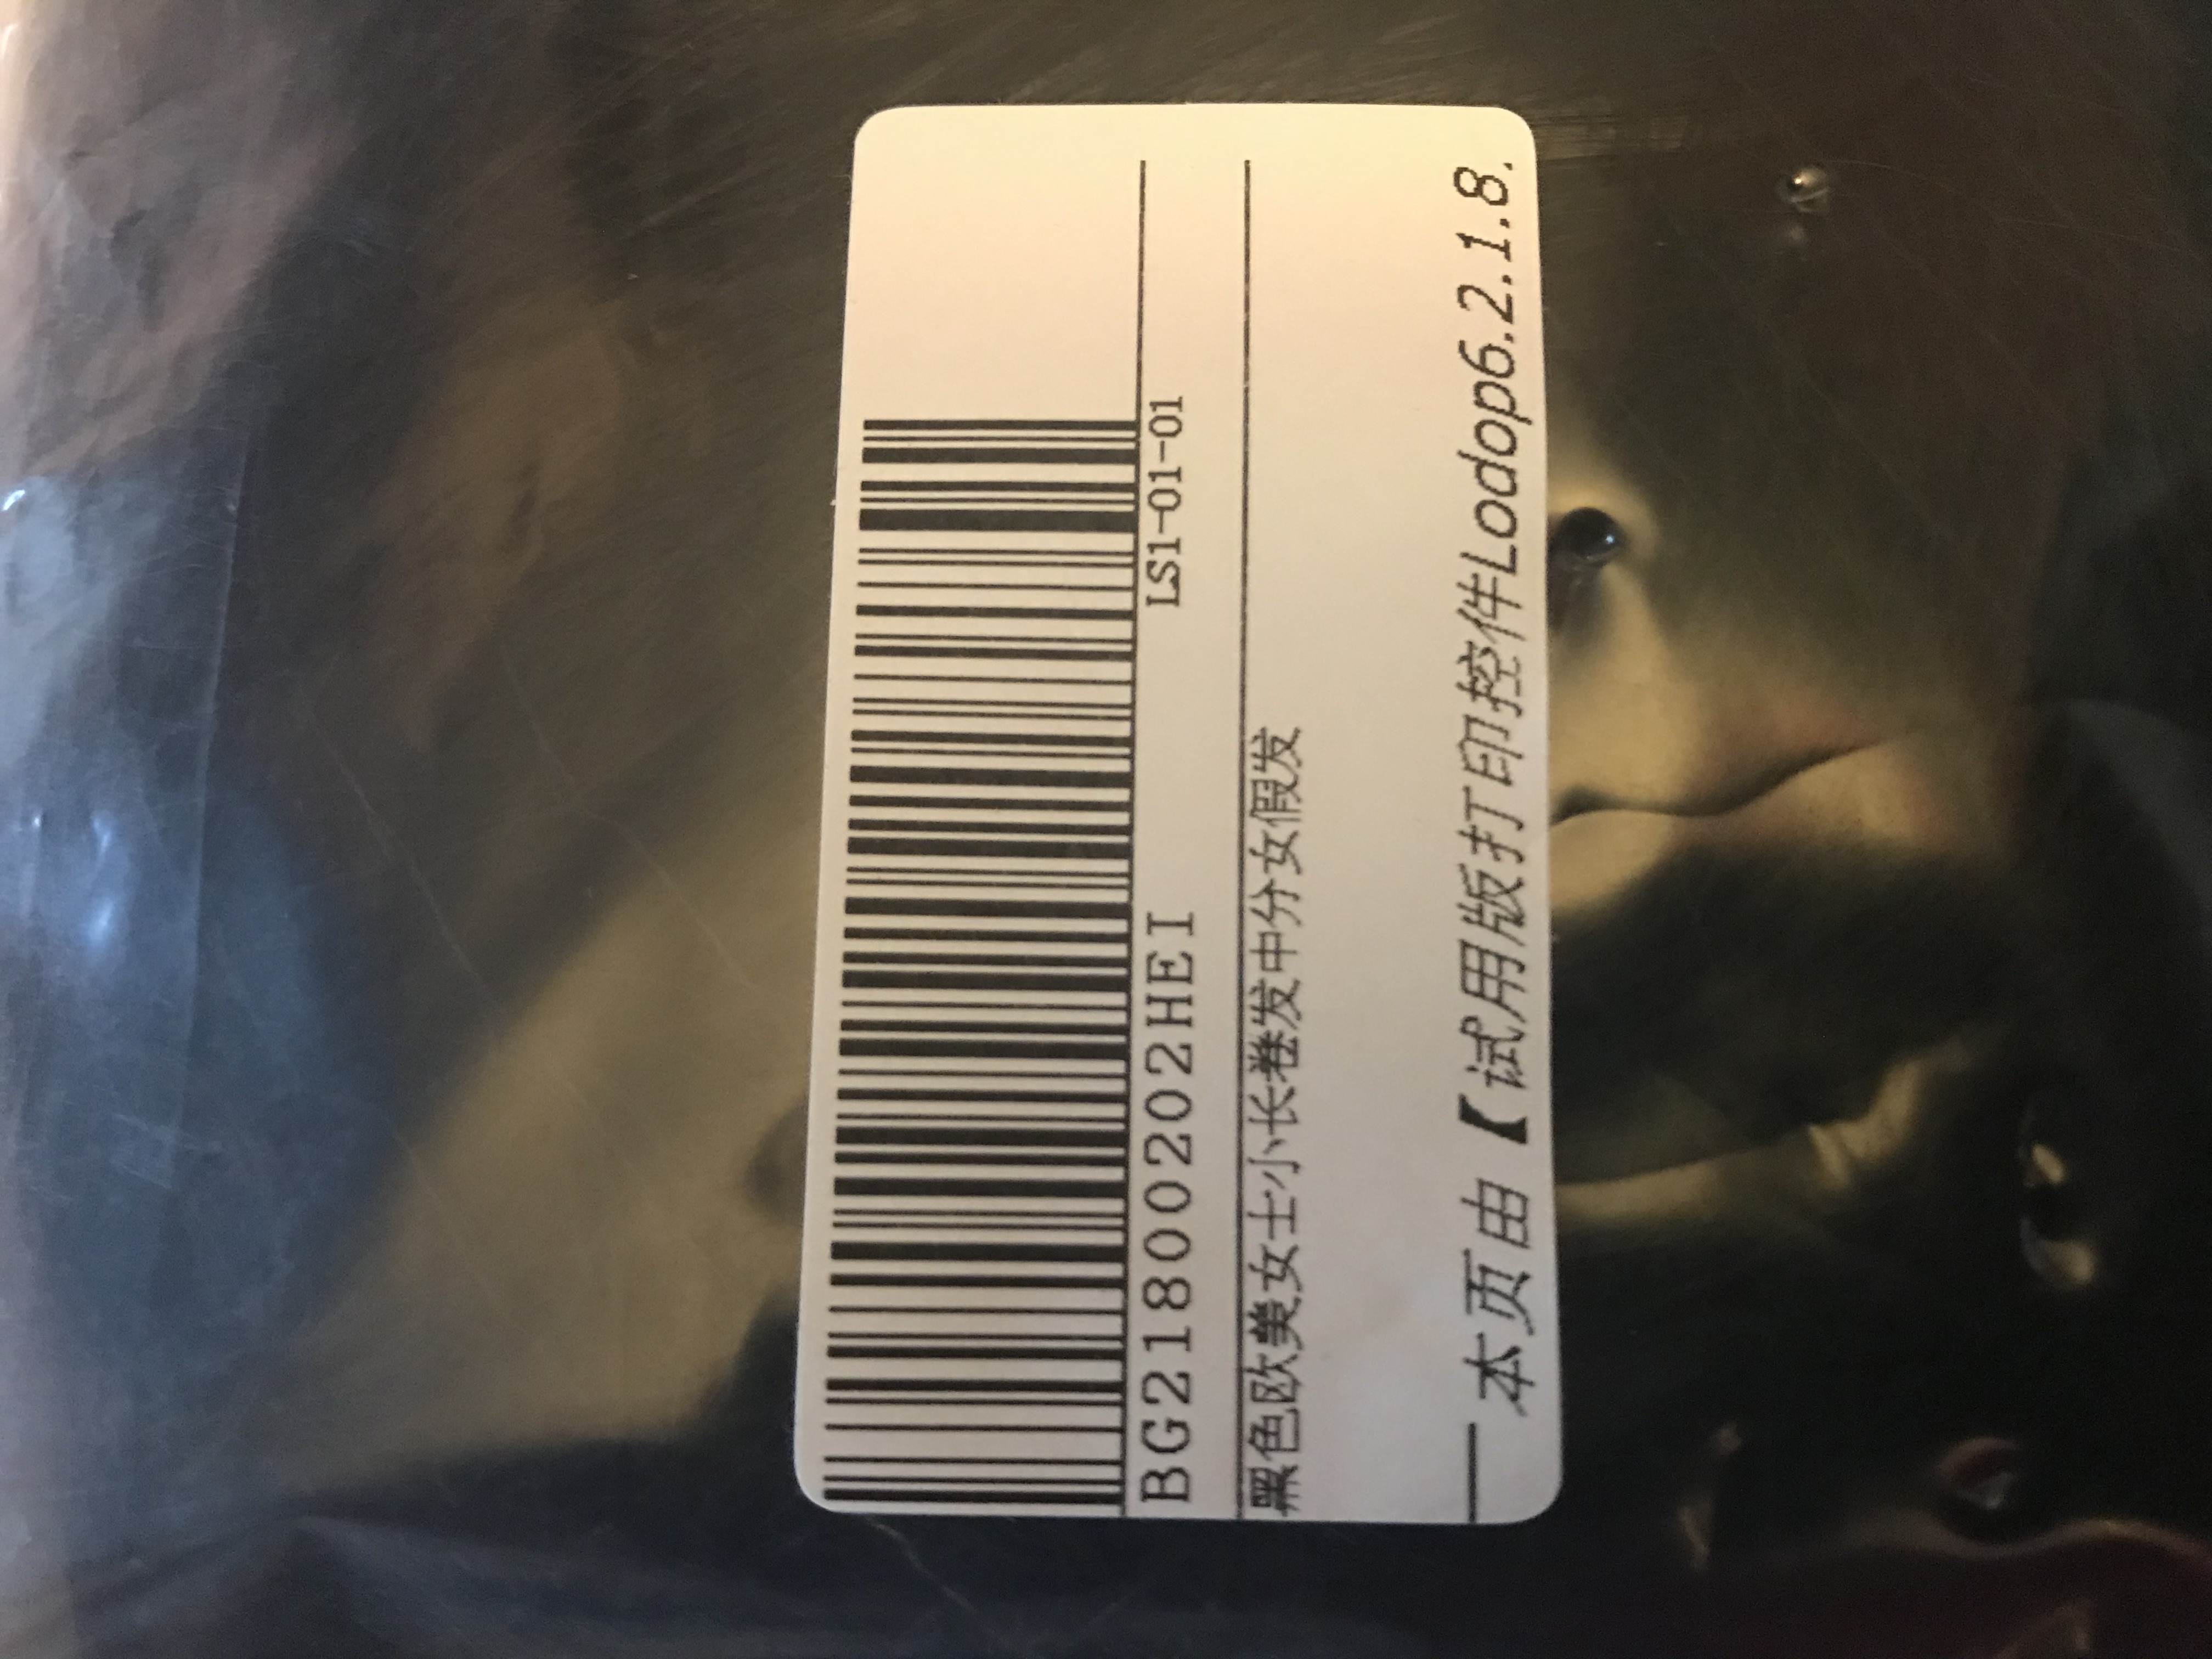 BG21800202HEI LS1-01-01
黑色欧美女士小长卷发中分女假发
本页由【试用版打印控件Lodop6.2.1.8.